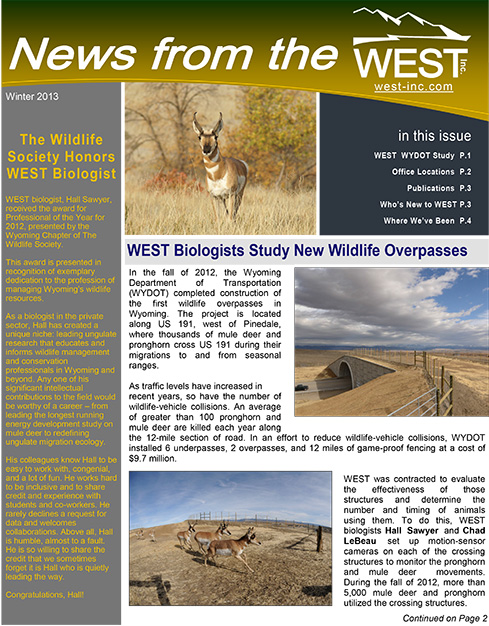 News from the
WEST Inc.
west-inc.com
Winter 2013
The Wildlife
Society Honors
WEST Biologist
WEST biologist, Hall Sawyer,
received the award for
Professional of the Year for
2012, presented by the
Wyoming Chapter of The
Wildlife Society.
This award is presented in
recognition of exemplary
dedication to the profession of
managing Wyoming's wildlife
resources.
As a biologist in the private
sector, Hall has created a
unique niche: leading ungulate
research that educates and
informs wildlife management
and conservation
professionals in Wyoming and
beyond. Any one of his
significant intellectual
contributions to the field would
be worthy of a career – from
leading the longest running
energy development study on
mule deer to redefining
ungulate migration ecology.
His colleagues know Hall to be
easy to work with, congenial,
and a lot of fun. He works hard
to be inclusive and to share
credit and experience with
students and co-workers. He
rarely declines a request for
data and welcomes
collaborations. Above all, Hall
is humble, almost to a fault.
He is so willing to share the
credit that we sometimes
forget it is Hall who is quietly
leading the way.
Congratulations, Hall!
in this issue
WEST WYDOT Study P.1
Office Locations P.2
Publications P.3
Who's New to WEST P.3
Where We've Been P.4
WEST Biologists Study New Wildlife Overpasses
In the fall of 2012, the Wyoming
Department of Transportation
(WYDOT) completed construction of
the first wildlife overpasses in
Wyoming. The project is located
along US 191, west of Pinedale,
where thousands of mule deer and
pronghorn cross US 191 during their
migrations to and from seasonal
ranges.
As traffic levels have increased in
recent years, so have the number of
wildlife-vehicle collisions. An average
of greater than 100 pronghorn and
mule deer are killed each year along
the 12-mile section of road. In an effort to reduce wildlife-vehicle collisions, WYDOT
installed 6 underpasses, 2 overpasses, and 12 miles of game-proof fencing at a cost of
$9.7 million.
WEST was contracted to evaluate
the effectiveness of those
structures and determine the
number and timing of animals
using them. To do this, WEST
biologists Hall Sawyer and Chad
LeBeau set up motion-sensor
cameras on each of the crossing
structures to monitor the pronghorn
and mule deer movements.
During the fall of 2012, more than
5,000 mule deer and pronghorn
utilized the crossing structures.
Continued on Page 2